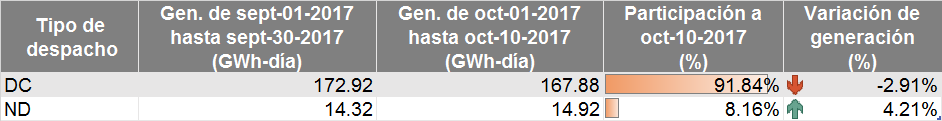 Tipo de despacho Gen. de sept-01-2017 hasta sept-30-2017 (GWh-día) Gen. de oct-01-2017 hasta oct-10-2017 (GWh-día) Participación a oct-10-2017 (%) Variación de generación (%)
DC 172.92 167.88 91.84% -2.91%
ND 14.32 14.92 8.16% 4.21%